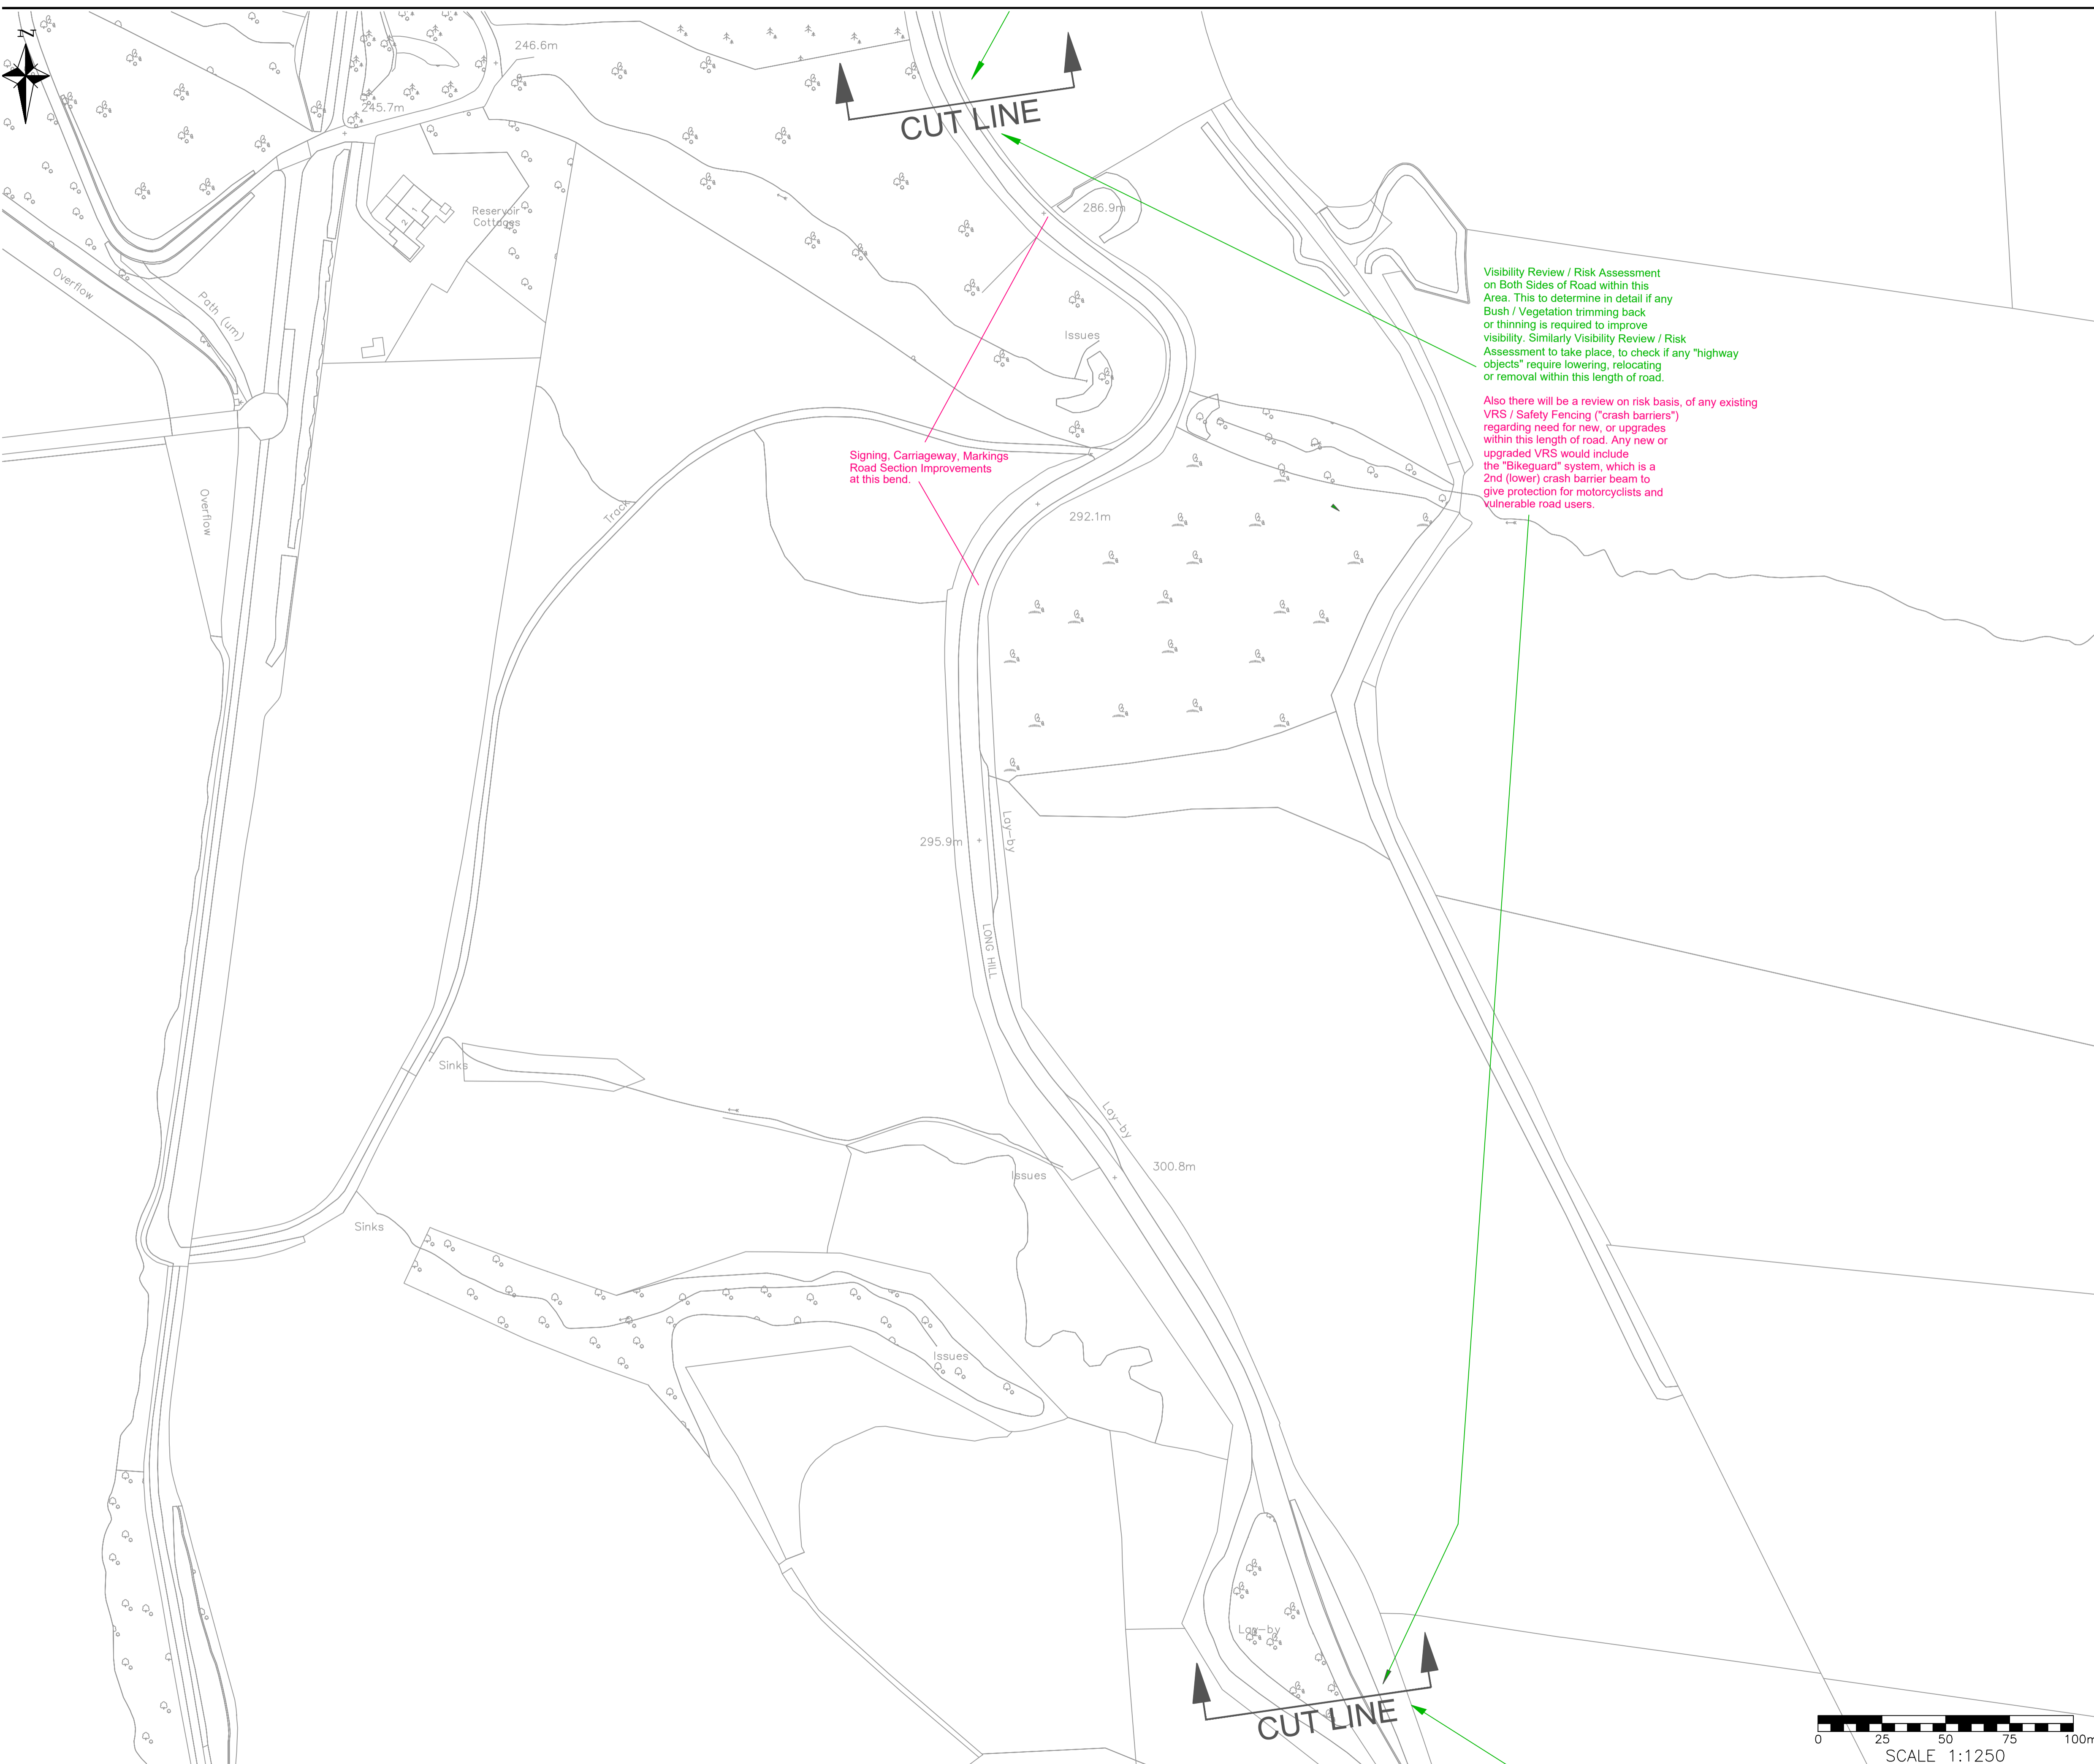 N
246.6m
245.7m
CUT LINE
Reservoir
Cottages
1
2
286.9m
Overflow
Path (um)
Issues
Visibility Review / Risk Assessment
on Both Sides of Road within this
Area. This to determine in detail if any
Bush / Vegetation trimming back
or thinning is required to improve
visibility. Similarly Visibility Review / Risk
Assessment to take place, to check if any "highway
objects" require lowering, relocating
or removal within this length of road.
Also there will be a review on risk basis, of any existing
VRS / Safety Fencing ("crash barriers")
regarding need for new, or upgrades
within this length of road. Any new or
upgraded VRS would include
the "Bikeguard" system, which is a
2nd (lower) crash barrier beam to
give protection for motorcyclists and
vulnerable road users.
Signing, Carriageway, Markings
Road Section Improvements
at this bend.
Overflow
Track
292.1m
Lay-by
295.9m
LONG HILL
Sinks
Lay-by
300.8m
Issues
Sinks
Issues
Lay-by
CUT LINE
0 25 50 75 100m
SCALE 1:1250